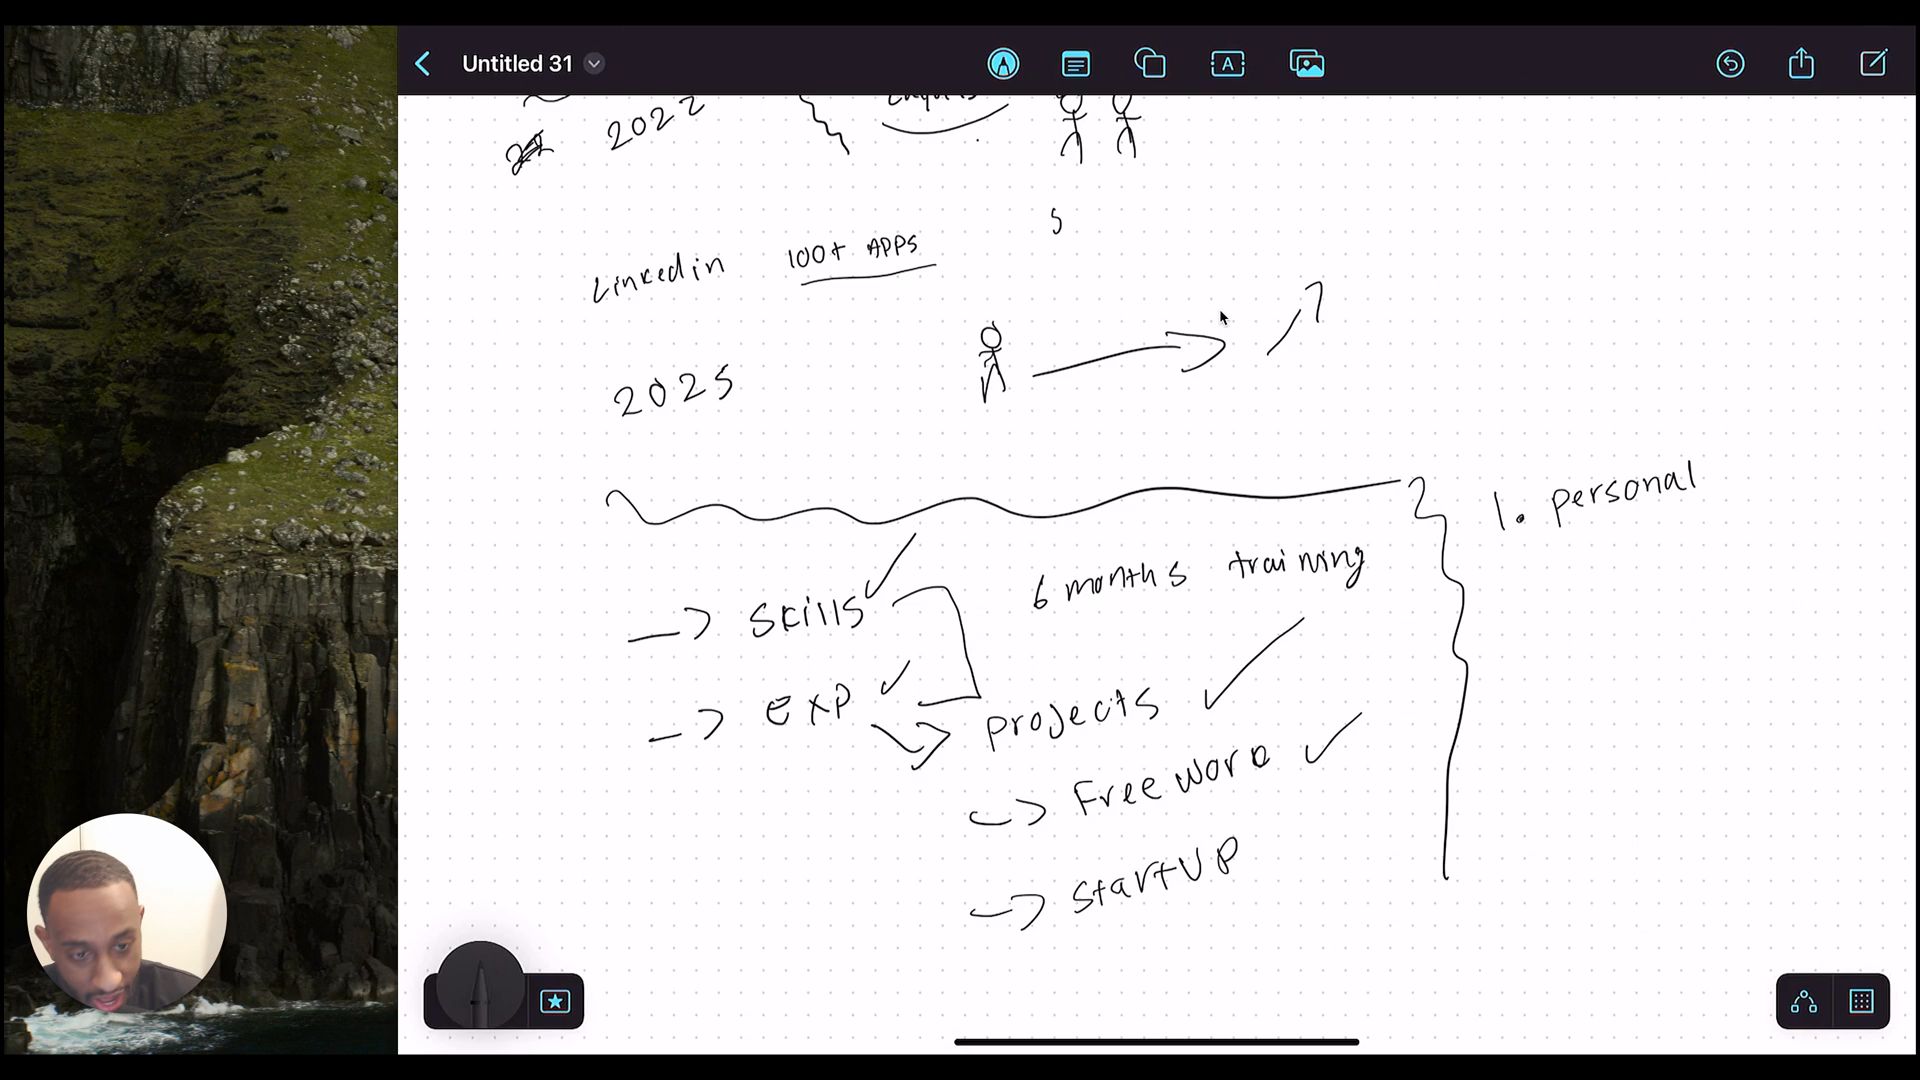 Untitled 31
2022
Linkedin 100+ APPS
S
2025
1. personal
6 months training
-> Skills
-> exp
-> projects
-> Free work
-> Startup